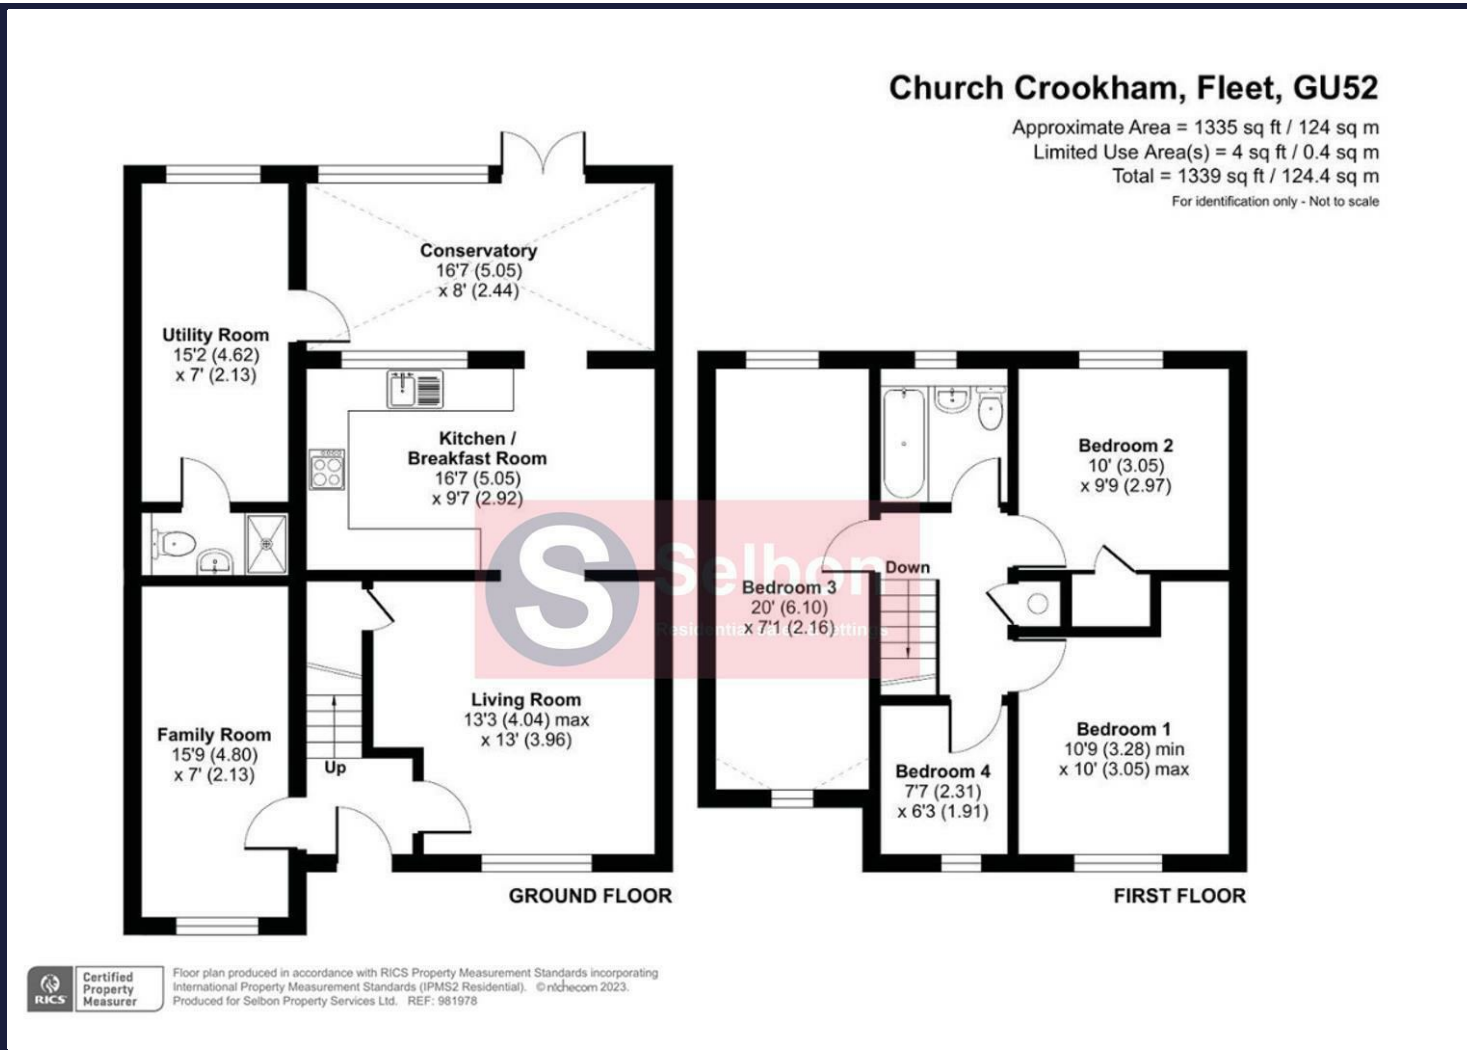 Church Crookham, Fleet, GU52
Approximate Area = 1335 sq ft / 124 sq m
Limited Use Area(s) = 4 sq ft / 0.4 sq m
Total = 1339 sq ft / 124.4 sq m
For identification only - Not to scale
Conservatory
16'7 (5.05)
x 8' (2.44)
Utility Room
15'2 (4.62)
x 7' (2.13)
Kitchen /
Breakfast Room
16'7 (5.05)
x 9'7 (2.92)
Living Room
13'3 (4.04) max
x 13' (3.96)
Family Room
15'9 (4.80)
x 7' (2.13)
Up
GROUND FLOOR
Bedroom 2
10' (3.05)
x 9'9 (2.97)
Down
Bedroom 3
20' (6.10)
x 7'1 (2.16)
Bedroom 1
10'9 (3.28) min
x 10' (3.05) max
Bedroom 4
7'7 (2.31)
x 6'3 (1.91)
FIRST FLOOR
S
Selbon
Residential sales & lettings
RICS
Certified
Property
Measurer
Floor plan produced in accordance with RICS Property Measurement Standards incorporating
International Property Measurement Standards (IPMS2 Residential). © nichecom 2023.
Produced for Selbon Property Services Ltd. REF: 981978